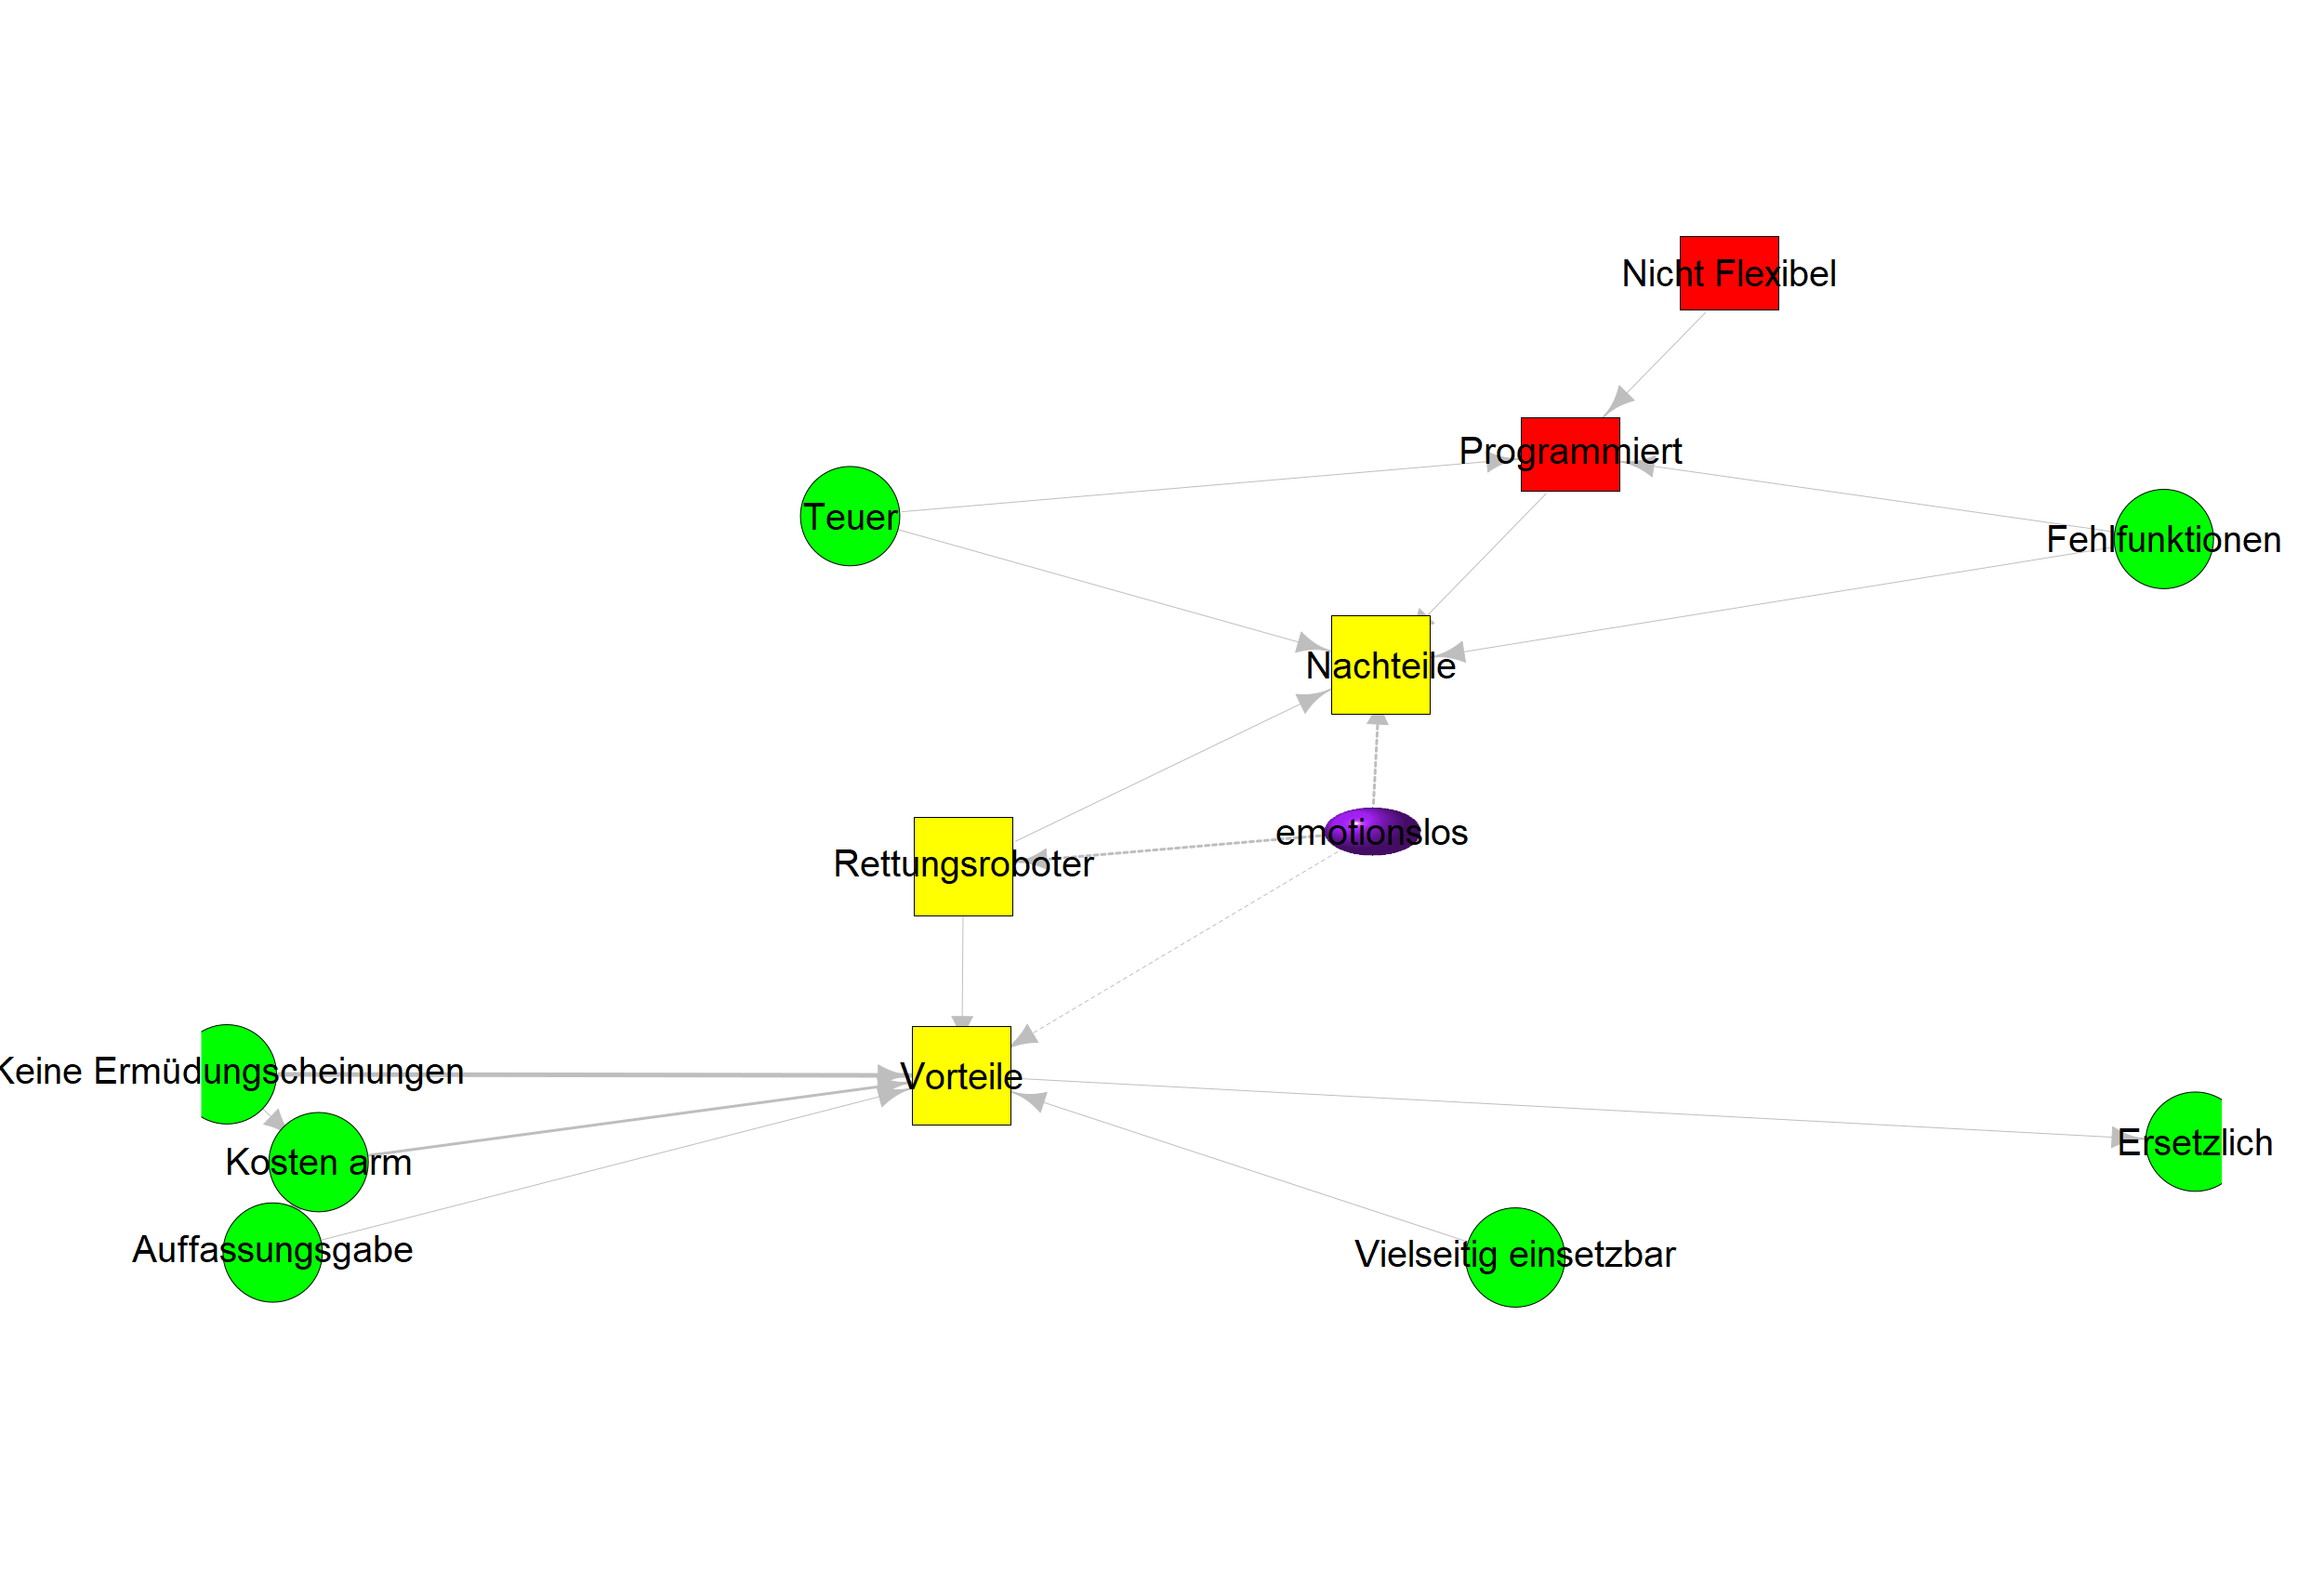 Nicht Flexibel
Programmiert
Teuer
Fehlfunktionen
Nachteile
emotionslos
Rettungsroboter
Keine Ermüdungscheinungen
Vorteile
Ersetzlich
Kosten arm
Auffassungsgabe
Vielseitig einsetzbar